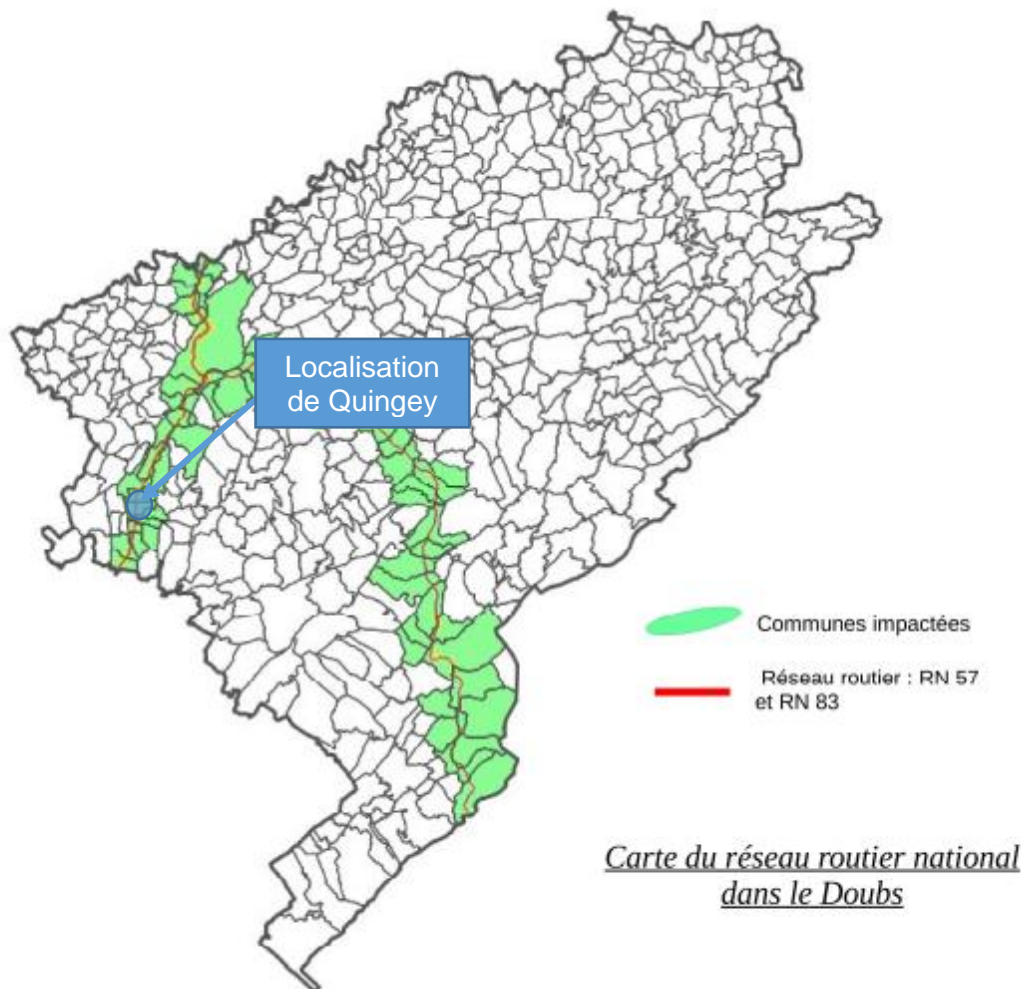 Localisation
de Quingey
Communes impactées
Réseau routier : RN 57
et RN 83
Carte du réseau routier national
dans le Doubs